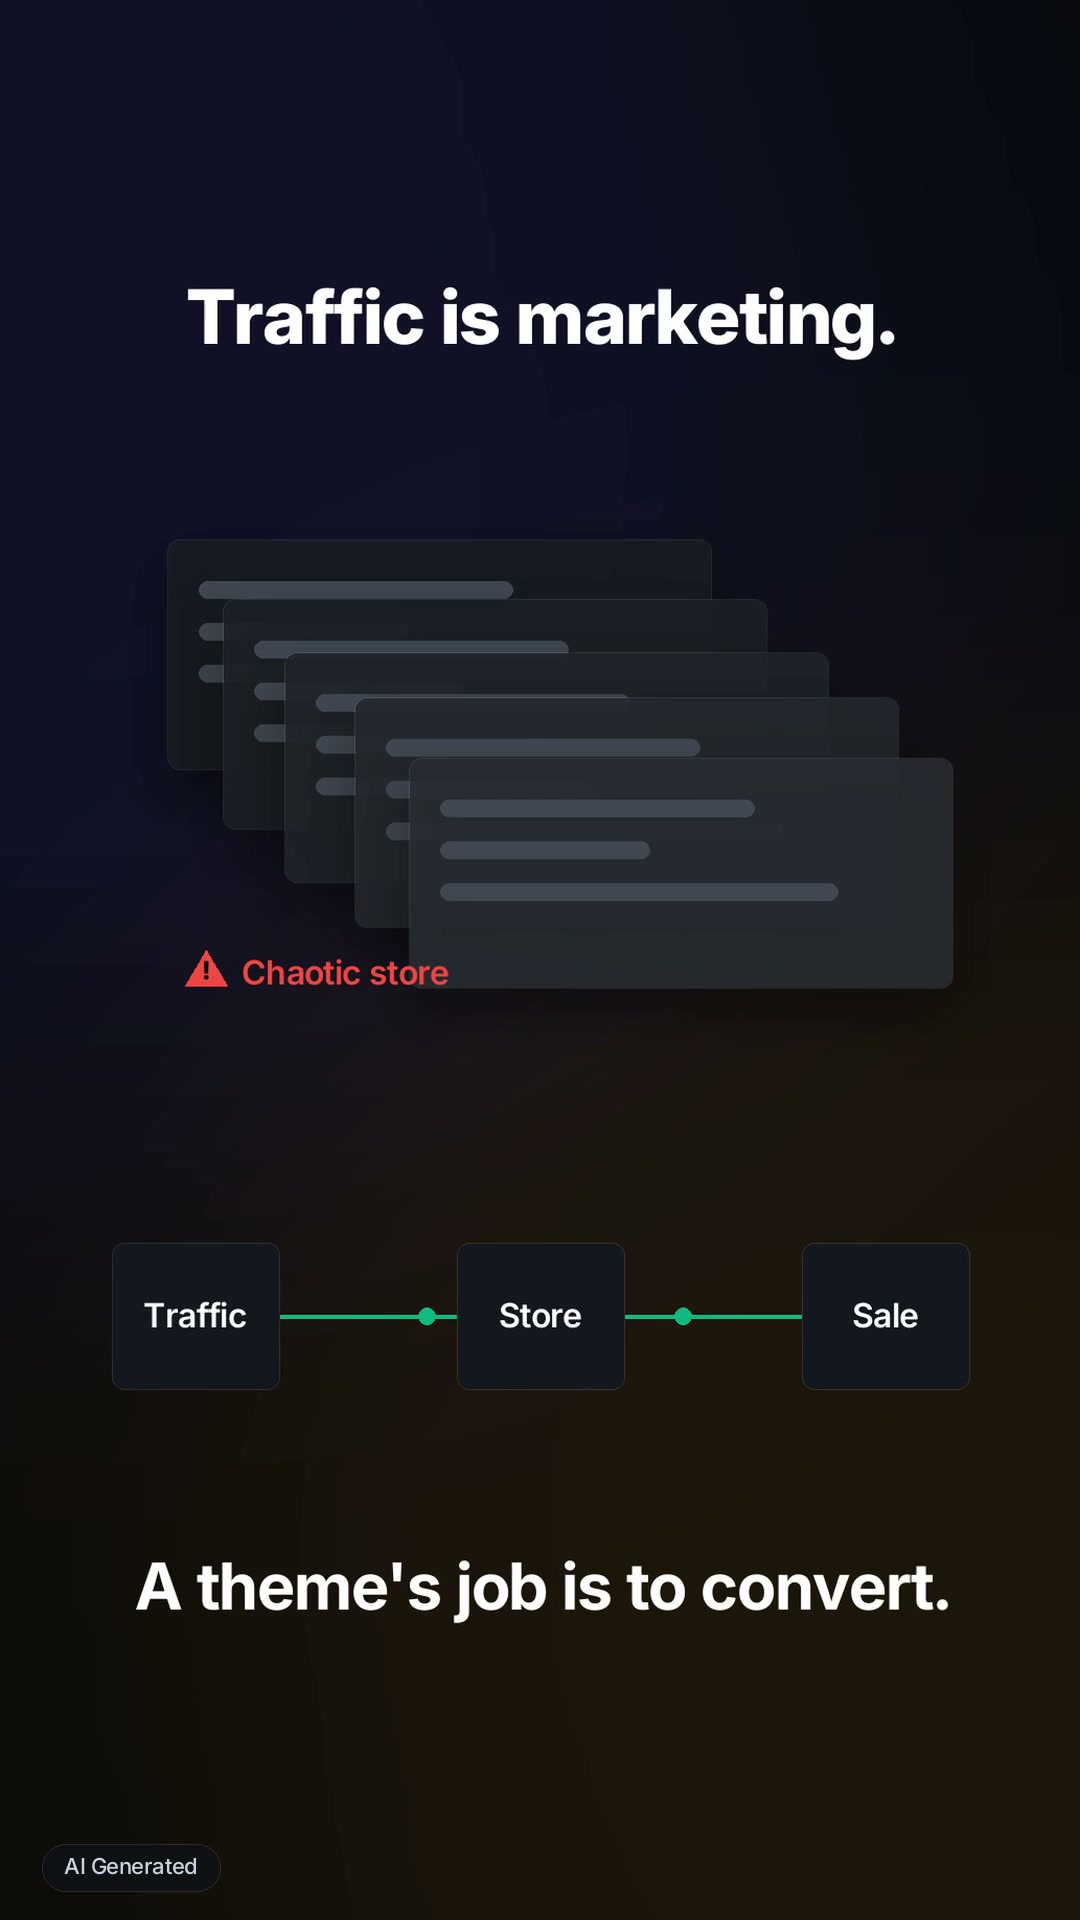 Traffic is marketing.
Chaotic store
Traffic
Store
Sale
A theme's job is to convert.
AI Generated